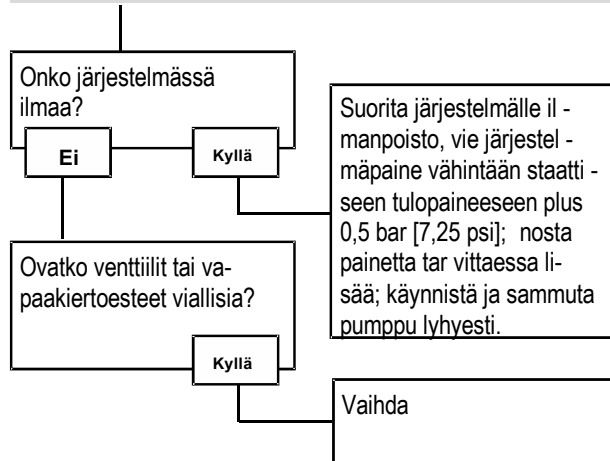 Onko järjestelmässä
ilmaa?
Ei
Kyllä
Suorita järjestelmälle il -
manpoisto, vie järjestel -
mäpaine vähintään staatti -
seen tulopaineeseen plus
0,5 bar [7,25 psi];  nosta
painetta tar vittaessa li-
sää; käynnistä ja sammuta
pumppu lyhyesti.
Ovatko venttiilit tai va-
paakiertoesteet viallisia?
Kyllä
Vaihda